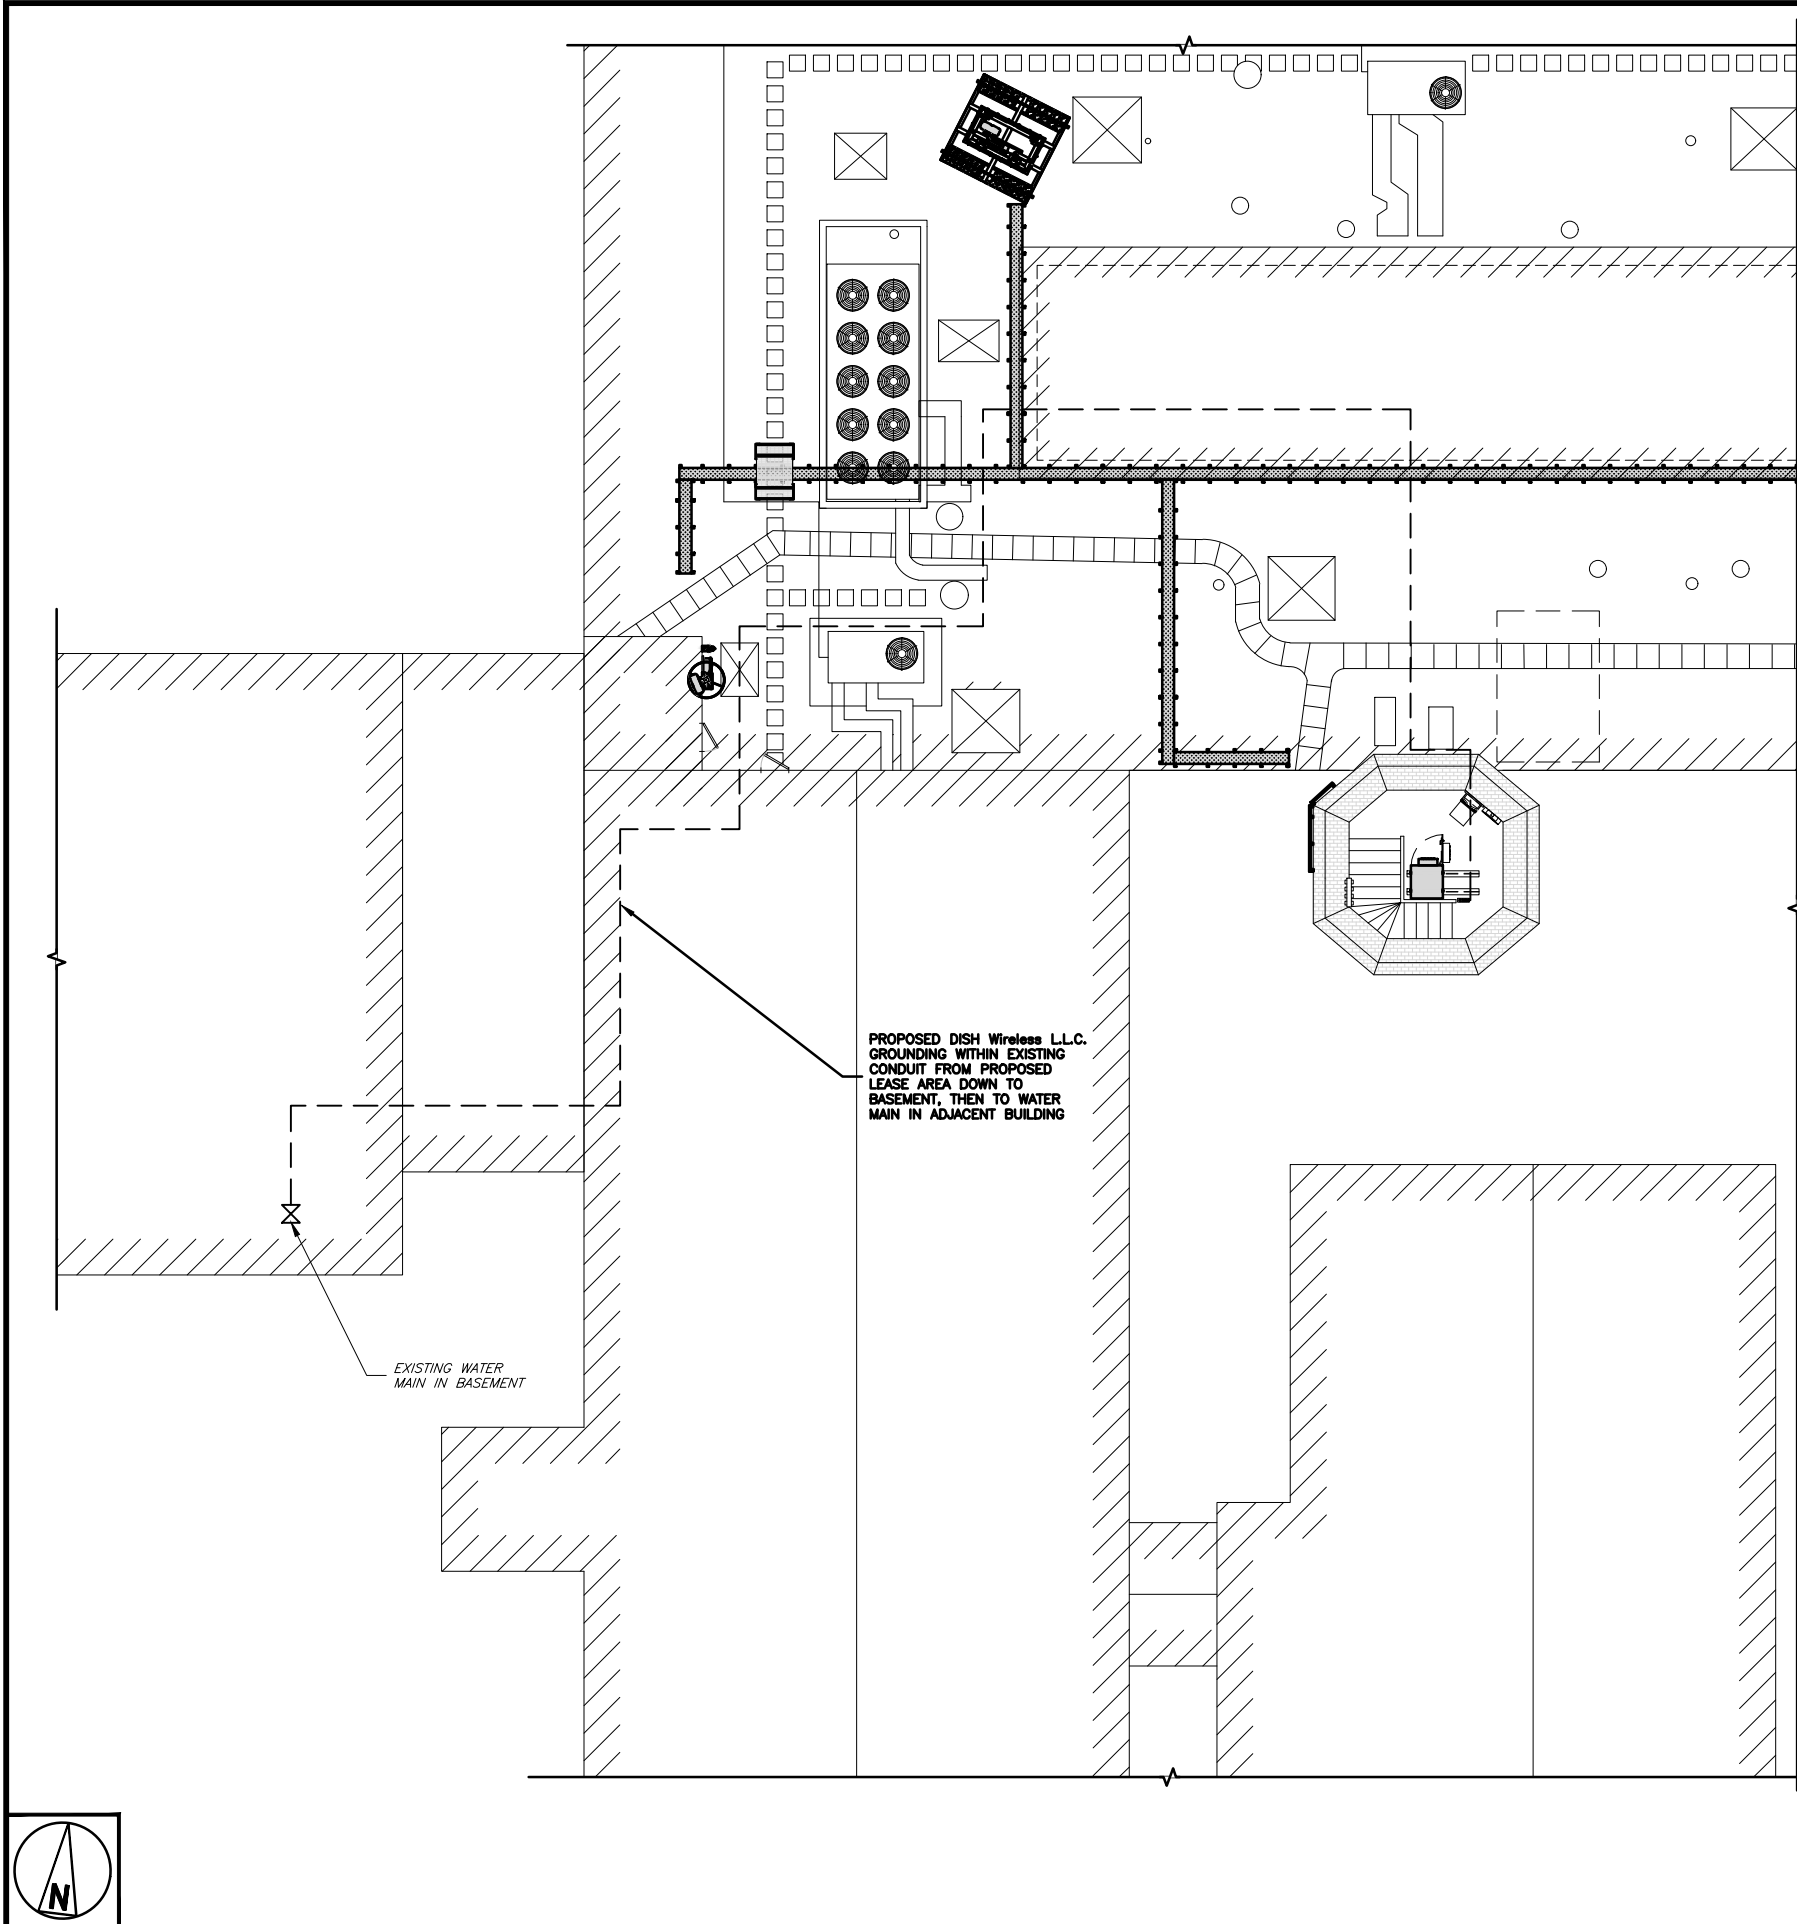 PROPOSED DISH Wireless L.L.C.
GROUNDING WITHIN EXISTING
CONDUIT FROM PROPOSED
LEASE AREA DOWN TO
BASEMENT, THEN TO WATER
MAIN IN ADJACENT BUILDING
EXISTING WATER
MAIN IN BASEMENT
N